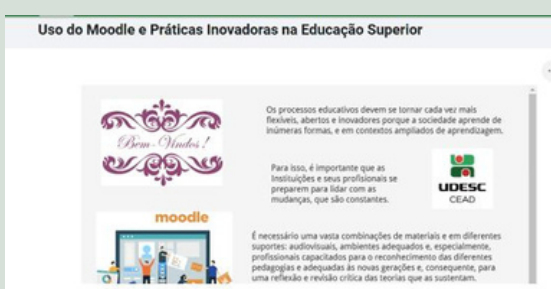 Uso do Moodle e Práticas Inovadoras na Educação Superior
Os processos educativos devem se tornar cada vez mais
flexíveis, abertos e inovadores porque a sociedade aprende de
inúmeras formas, e em contextos ampliados de aprendizagem.
Bem-Vindos!
Para isso, é importante que as
Instituições e seus profissionais se
preparem para lidar com as
mudanças, que são constantes.
UDESC
CEAD
moodle
É necessário uma vasta combinações de materiais e em diferentes
suportes: audiovisuais, ambientes adequados e, especialmente,
profissionais capacitados para o reconhecimento das diferentes
pedagogias e adequadas às novas gerações e, consequente, para
uma reflexão e revisão crítica das teorias que as sustentam.